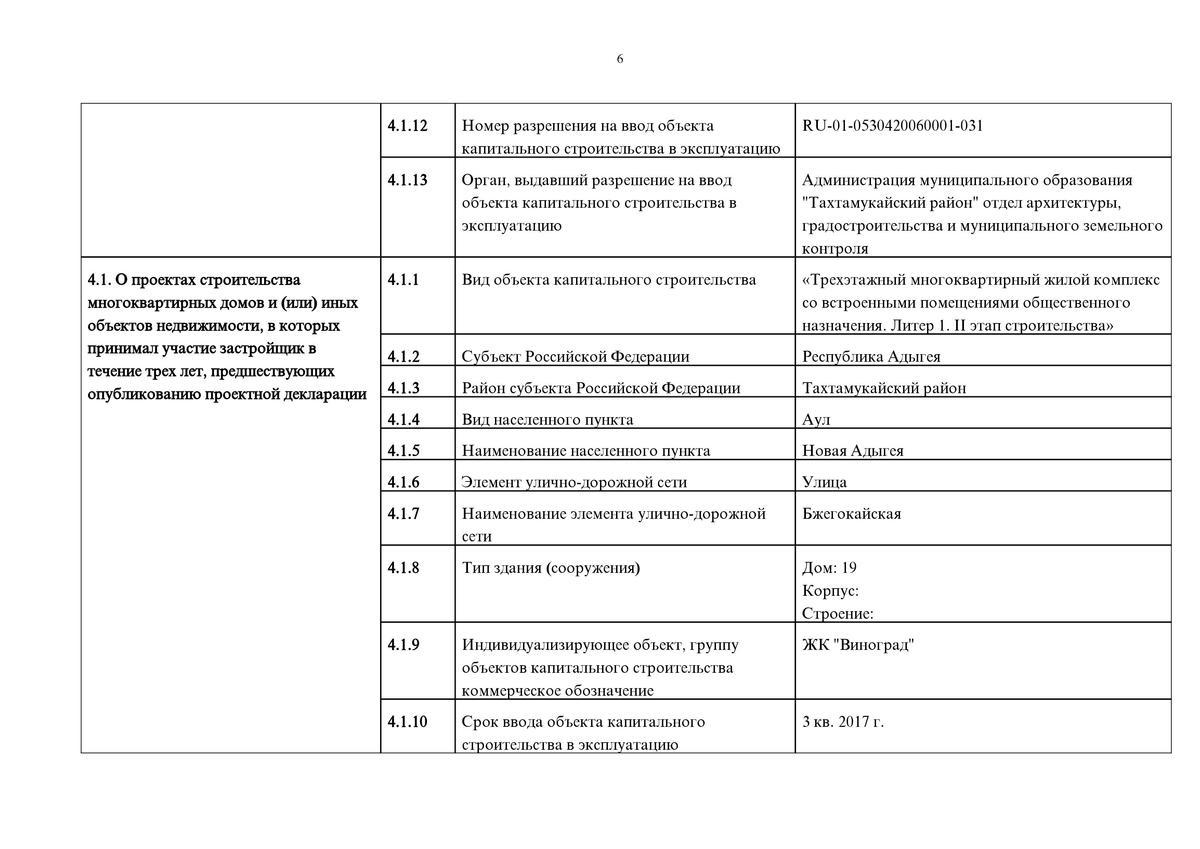 6
4.1.12
Номер разрешения на ввод объекта
капитального строительства в эксплуатацию
RU-01-0530420060001-031
4.1.13
Орган, выдавший разрешение на ввод
объекта капитального строительства в
эксплуатацию
Администрация муниципального образования
"Тахтамукайский район" отдел архитектуры,
градостроительства и муниципального земельного
контроля
4.1. О проектах строительства
многоквартирных домов и (или) иных
объектов недвижимости, в которых
принимал участие застройщик в
течение трех лет, предшествующих
опубликованию проектной декларации
4.1.1
Вид объекта капитального строительства
«Трехэтажный многоквартирный жилой комплекс
со встроенными помещениями общественного
назначения. Литер 1. II этап строительства»
4.1.2
Субъект Российской Федерации
Республика Адыгея
4.1.3
Район субъекта Российской Федерации
Тахтамукайский район
4.1.4
Вид населенного пункта
Аул
4.1.5
Наименование населенного пункта
Новая Адыгея
4.1.6
Элемент улично-дорожной сети
Улица
4.1.7
Наименование элемента улично-дорожной
сети
Бжегокайская
4.1.8
Тип здания (сооружения)
Дом: 19
Корпус:
Строение:
4.1.9
Индивидуализирующее объект, группу
объектов капитального строительства
коммерческое обозначение
ЖК "Виноград"
4.1.10
Срок ввода объекта капитального
строительства в эксплуатацию
3 кв. 2017 г.